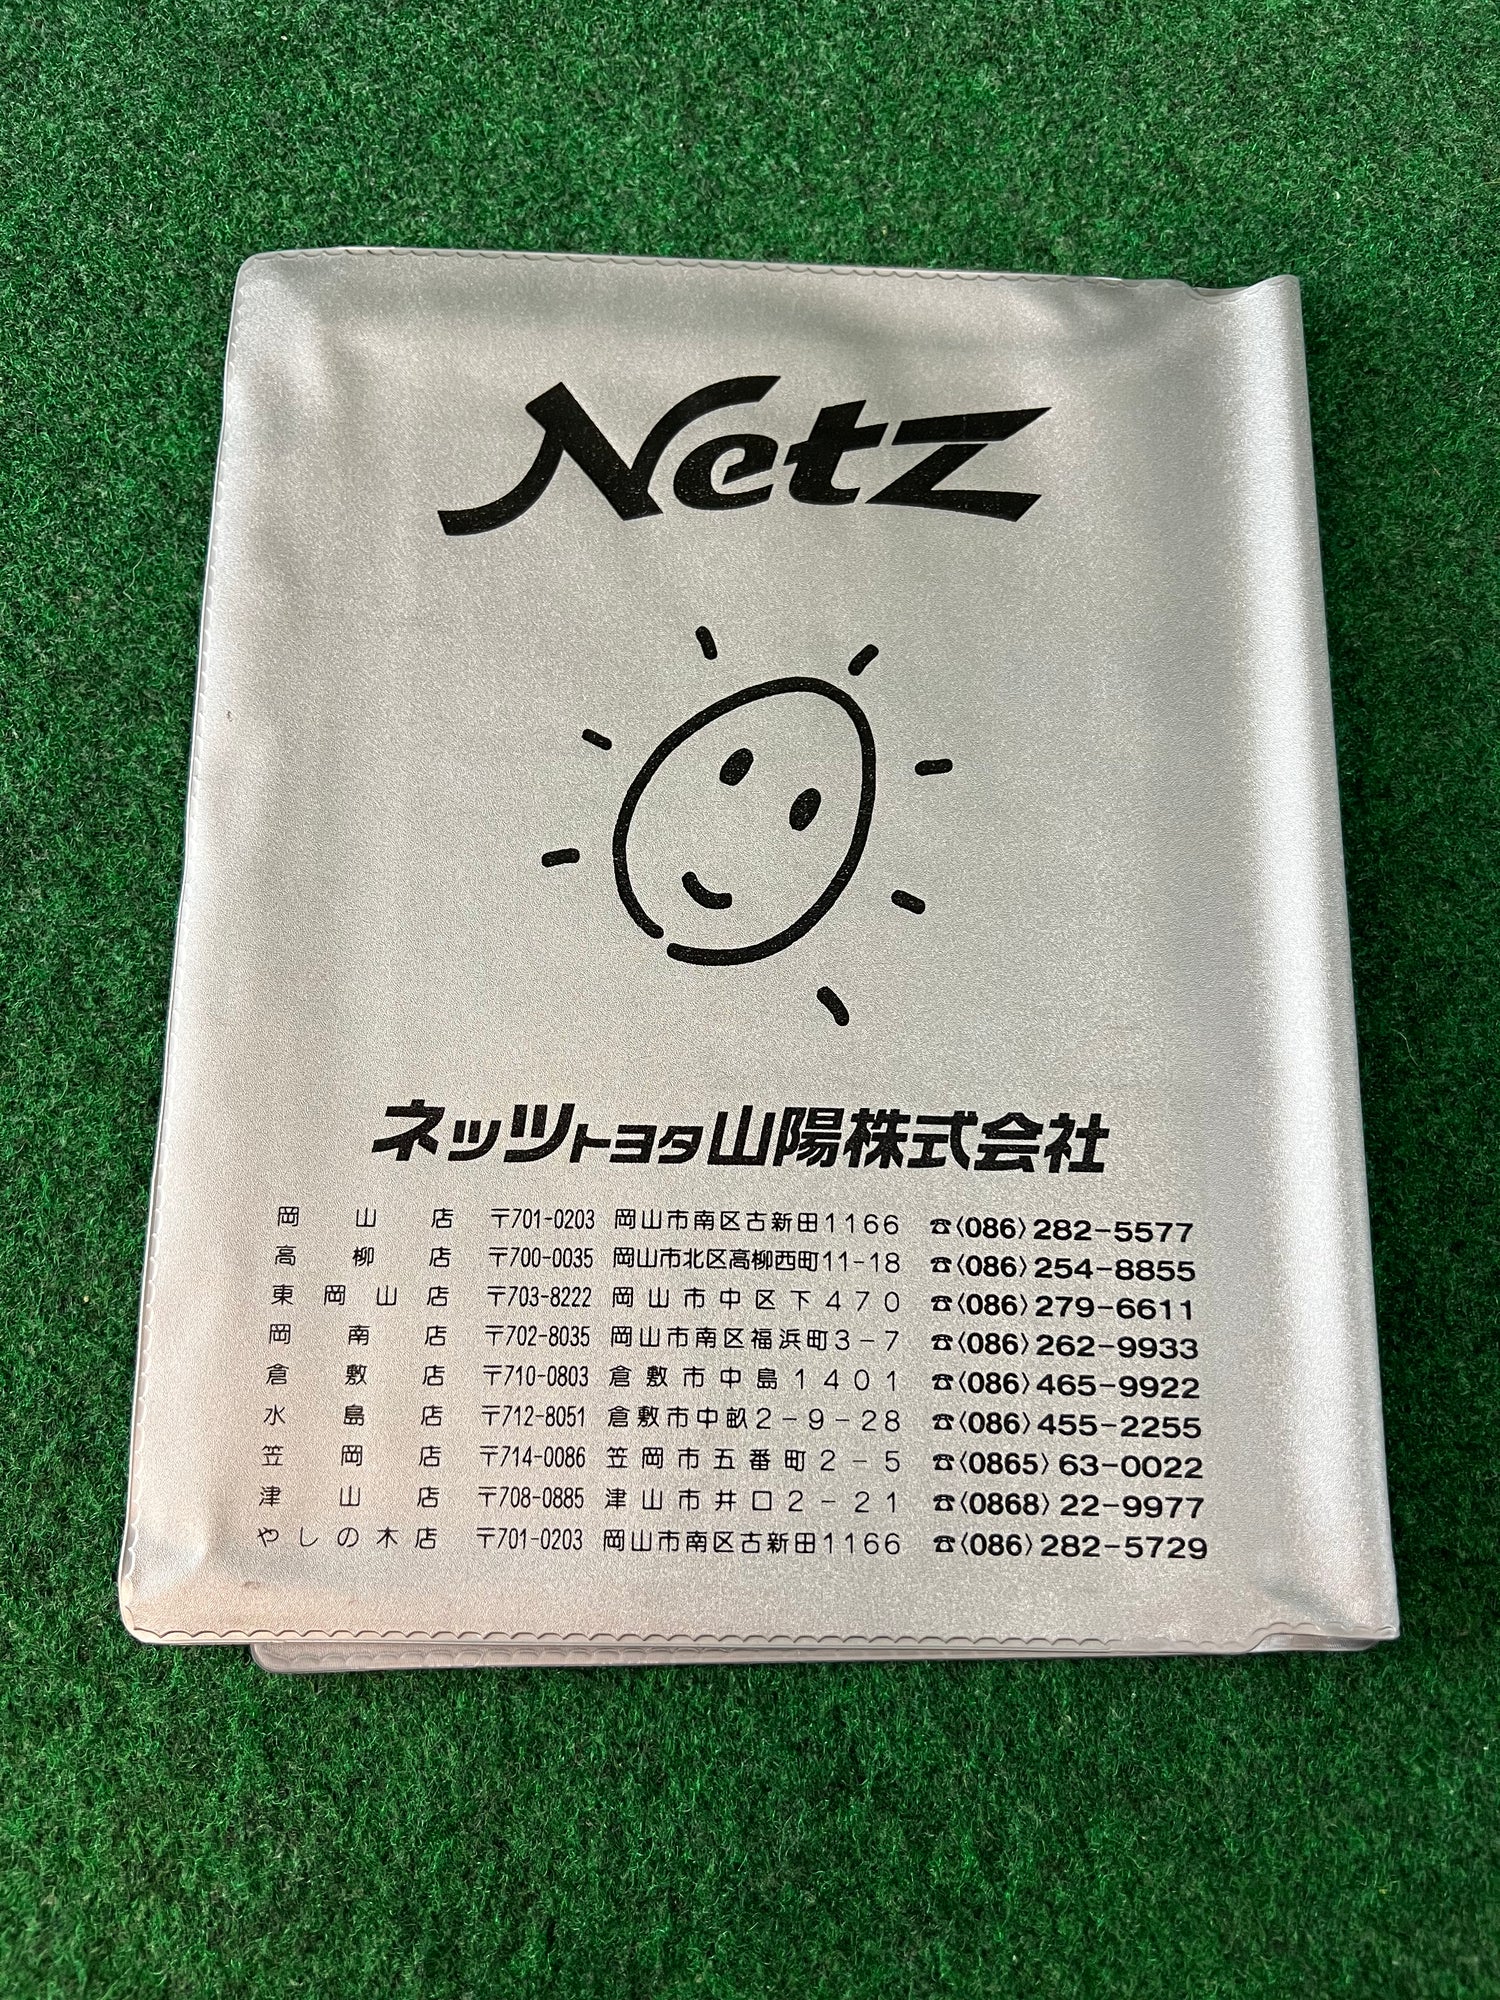 Netz
ネッツトヨタ山陽株式会社
岡山店 〒701-0203 岡山市南区古新田1166 ☎(086)282-5577
高柳店 〒700-0035 岡山市北区高柳西町11-18 ☎(086)254-8855
東岡山店 〒703-8222 岡山市中区下470 ☎(086)279-6611
岡南店 〒702-8035 岡山市南区福浜町3-7 ☎(086)262-9933
倉敷店 〒710-0803 倉敷市中島1401 ☎(086)465-9922
水島店 〒712-8051 倉敷市中畝2-9-28 ☎(086)455-2255
笠岡店 〒714-0086 笠岡市五番町2-5 ☎(0865)63-0022
津山店 〒708-0885 津山市井口2-21 ☎(0868)22-9977
やしの木店 〒701-0203 岡山市南区古新田1166 ☎(086)282-5729